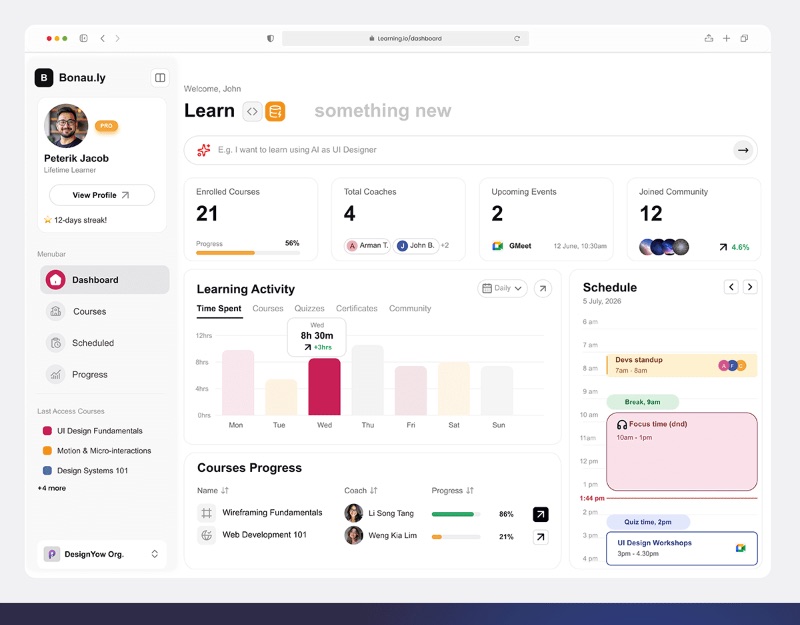 Learning.io/dashboard
B Bonau.ly
PRO
Peterik Jacob
Lifetime Learner
View Profile
12-days streak!
Menubar
Dashboard
Courses
Scheduled
Progress
Last Access Courses
UI Design Fundamentals
Motion & Micro-interactions
Design Systems 101
+4 more
DesignYow Org.
Welcome, John
Learn something new
E.g. I want to learn using AI as UI Designer
Enrolled Courses
21
Progress 56%
Total Coaches
4
A Arman T. J John B. +2
Upcoming Events
2
GMeet 12 June, 10:30am
Joined Community
12
4.6%
Learning Activity
Daily
Time Spent Courses Quizzes Certificates Community
Wed
8h 30m
+3hrs
12hrs
8hrs
4hrs
0hrs
Mon Tue Wed Thu Fri Sat Sun
Courses Progress
Name Coach Progress
Wireframing Fundamentals Li Song Tang 86%
Web Development 101 Weng Kia Lim 21%
Schedule
5 July, 2026
6 am
7 am
Devs standup
8 am
7am - 8am
9 am
Break, 9am
10 am
Focus time (dnd)
11am
10am - 1pm
12 pm
1 pm
1:44 pm
2 pm
Quiz time, 2pm
3 pm
UI Design Workshops
3pm - 4.30pm
4 pm